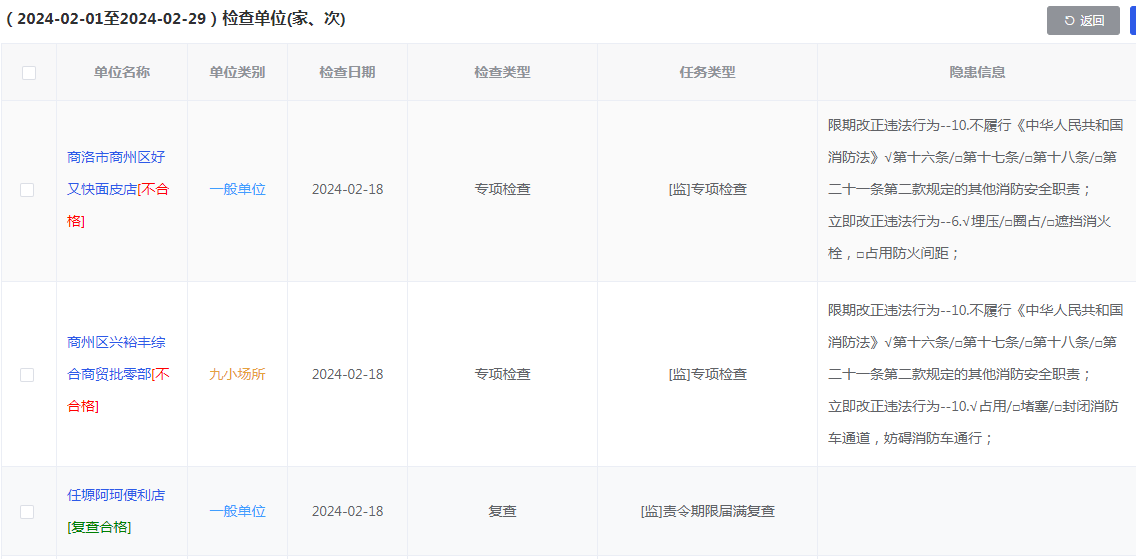 （2024-02-01至2024-02-29）检查单位(家、次)
返回
单位名称 单位类别 检查日期 检查类型 任务类型 隐患信息
商洛市商州区好
又快面皮店[不合
格]
一般单位
2024-02-18
专项检查
[监]专项检查
限期改正违法行为--10.不履行《中华人民共和国
消防法》√第十六条/□第十七条/□第十八条/□第
二十一条第二款规定的其他消防安全职责；
立即改正违法行为--6.√埋压/□圈占/□遮挡消火
栓，□占用防火间距；
商州区兴裕丰综
合商贸批零部[不
合格]
九小场所
2024-02-18
专项检查
[监]专项检查
限期改正违法行为--10.不履行《中华人民共和国
消防法》√第十六条/□第十七条/□第十八条/□第
二十一条第二款规定的其他消防安全职责；
立即改正违法行为--10.√占用/□堵塞/□封闭消防
车通道，妨碍消防车通行；
任塬阿珂便利店
[复查合格]
一般单位
2024-02-18
复查
[监]责令期限届满复查